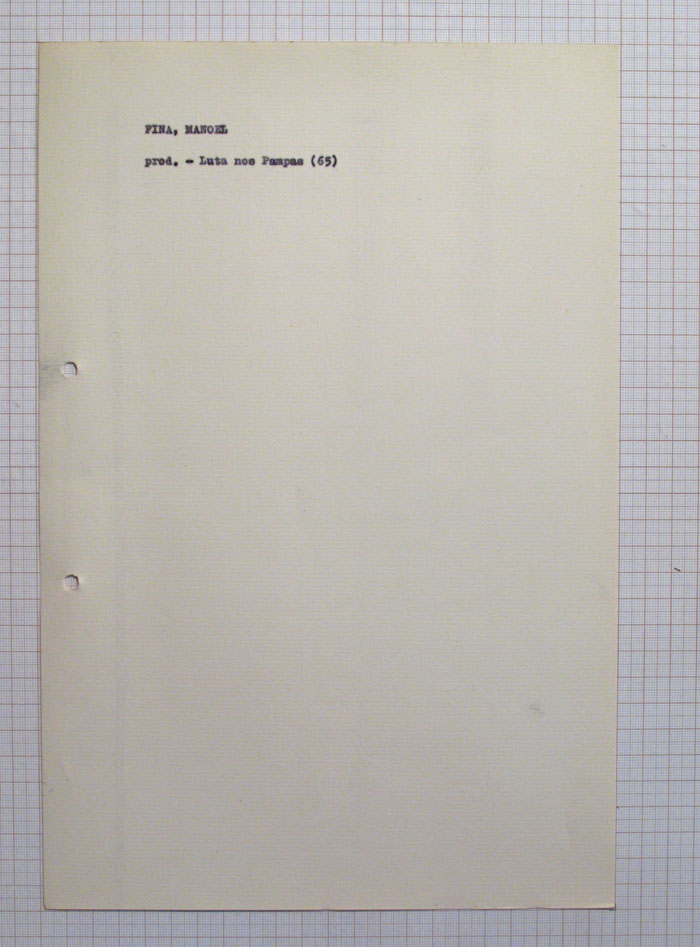 FINA, MANOEL
prod. - Luta nos Pampas (65)